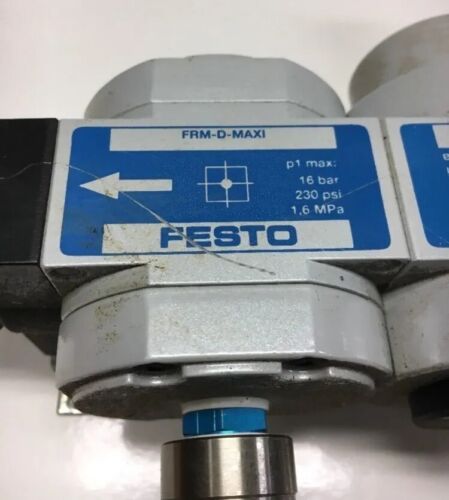 FRM-D-MAXI
p1 max:
16 bar
230 psi
1,6 MPa
FESTO